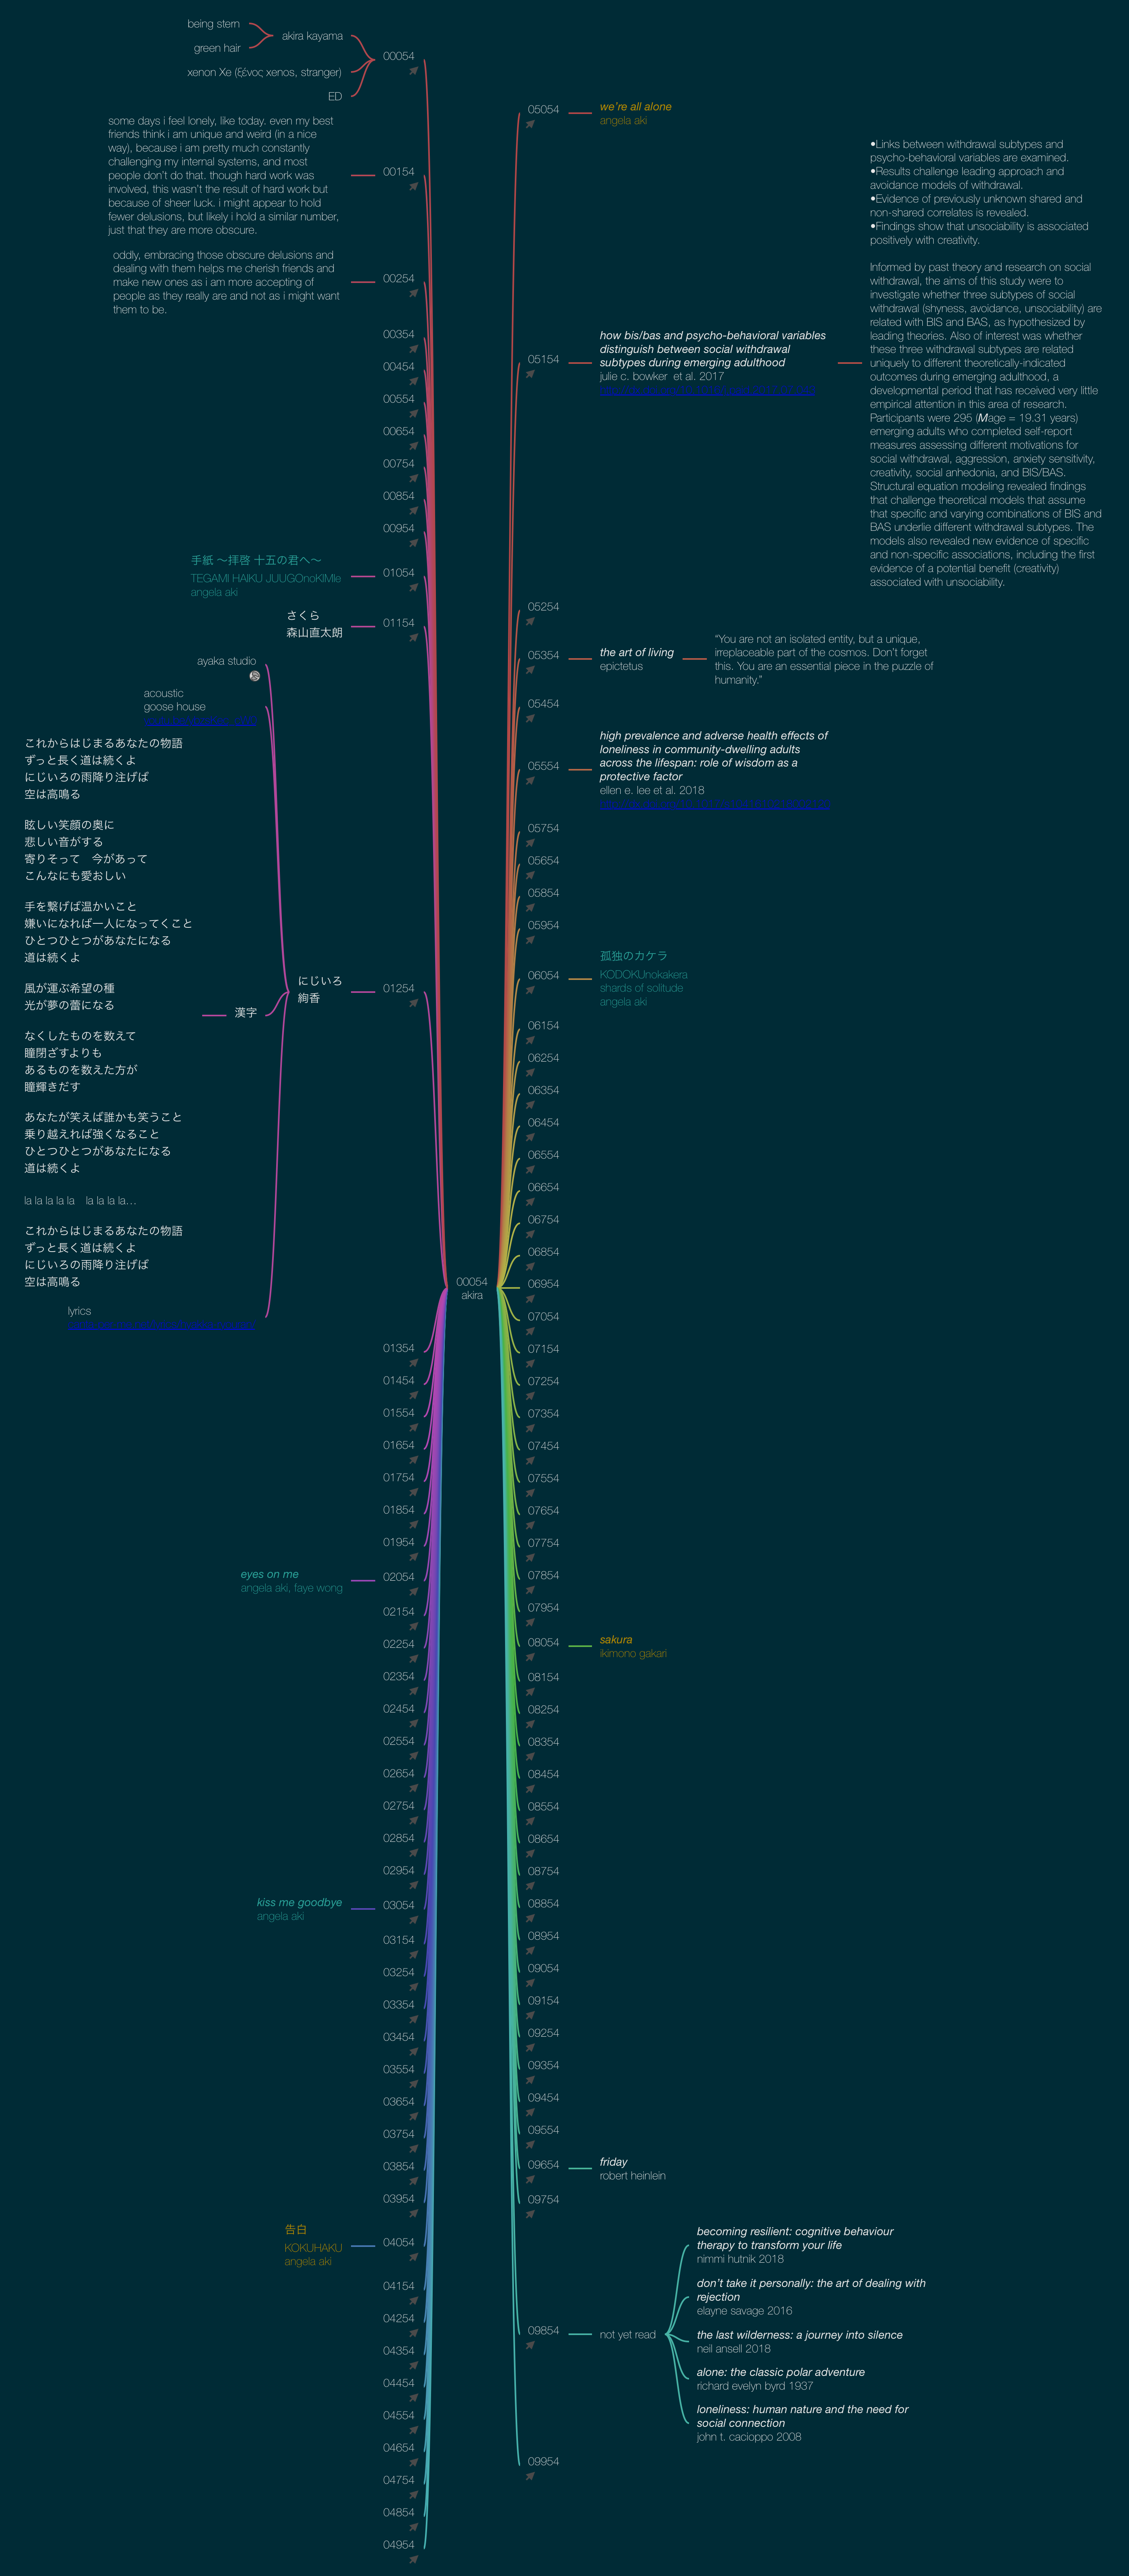 being stern
green hair
akira kayama
xenon Xe (ξένος xenos, stranger)
ED
00054
some days i feel lonely, like today. even my best
friends think i am unique and weird (in a nice
way), because i am pretty much constantly
challenging my internal systems, and most
people don't do that. though hard work was
involved, this wasn't the result of hard work but
because of sheer luck. i might appear to hold
fewer delusions, but likely i hold a similar number,
just that they are more obscure.
00154
oddly, embracing those obscure delusions and
dealing with them helps me cherish friends and
make new ones as i am more accepting of
people as they really are and not as i might want
them to be.
00254
00354
00454
00554
00654
00754
00854
00954
手紙 〜拝啓 十五の君へ〜
TEGAMI HAIKU JUUGOnoKIMIe
angela aki
01054
さくら
森山直太朗
01154
ayaka studio
acoustic
goose house
これからはじまるあなたの物語
ずっと長く道は続くよ
にじいろの雨降り注げば
空は高鳴る
眩しい笑顔の奥に
悲しい音がする
寄りそって　今があって
こんなにも愛おしい
手を繋げば温かいこと
嫌いになれば一人になってくこと
ひとつひとつがあなたになる
道は続くよ
風が運ぶ希望の種
光が夢の蕾になる
なくしたものを数えて
瞳閉ざすよりも
あるものを数えた方が
瞳輝きだす
あなたが笑えば誰かも笑うこと
乗り越えれば強くなること
ひとつひとつがあなたになる
道は続くよ
la la la la la　la la la la…
これからはじまるあなたの物語
ずっと長く道は続くよ
にじいろの雨降り注げば
空は高鳴る
漢字
lyrics
にじいろ
絢香
01254
01354
01454
01554
01654
01754
01854
01954
eyes on me
angela aki, faye wong
02054
02154
02254
02354
02454
02554
02654
02754
02854
02954
kiss me goodbye
angela aki
03054
03154
03254
03354
03454
03554
03654
03754
03854
03954
告白
KOKUHAKU
angela aki
04054
04154
04254
04354
04454
04554
04654
04754
04854
04954
00054
akira
05054
we're all alone
angela aki
05154
how bis/bas and psycho-behavioral variables
distinguish between social withdrawal
subtypes during emerging adulthood
julie c. bowker et al. 2017
•Links between withdrawal subtypes and
psycho-behavioral variables are examined.
•Results challenge leading approach and
avoidance models of withdrawal.
•Evidence of previously unknown shared and
non-shared correlates is revealed.
•Findings show that unsociability is associated
positively with creativity.
Informed by past theory and research on social
withdrawal, the aims of this study were to
investigate whether three subtypes of social
withdrawal (shyness, avoidance, unsociability) are
related with BIS and BAS, as hypothesized by
leading theories. Also of interest was whether
these three withdrawal subtypes are related
uniquely to different theoretically-indicated
outcomes during emerging adulthood, a
developmental period that has received very little
empirical attention in this area of research.
Participants were 295 (Mage = 19.31 years)
emerging adults who completed self-report
measures assessing different motivations for
social withdrawal, aggression, anxiety sensitivity,
creativity, social anhedonia, and BIS/BAS.
Structural equation modeling revealed findings
that challenge theoretical models that assume
that specific and varying combinations of BIS and
BAS underlie different withdrawal subtypes. The
models also revealed new evidence of specific
and non-specific associations, including the first
evidence of a potential benefit (creativity)
associated with unsociability.
05254
05354
the art of living
epictetus
“You are not an isolated entity, but a unique,
irreplaceable part of the cosmos. Don't forget
this. You are an essential piece in the puzzle of
humanity.”
05454
05554
high prevalence and adverse health effects of
loneliness in community-dwelling adults
across the lifespan: role of wisdom as a
protective factor
ellen e. lee et al. 2018
05754
05654
05854
05954
06054
孤独のカケラ
KODOKUnokakera
shards of solitude
angela aki
06154
06254
06354
06454
06554
06654
06754
06854
06954
07054
07154
07254
07354
07454
07554
07654
07754
07854
07954
08054
sakura
ikimono gakari
08154
08254
08354
08454
08554
08654
08754
08854
08954
09054
09154
09254
09354
09454
09554
09654
friday
robert heinlein
09754
09854
not yet read
becoming resilient: cognitive behaviour
therapy to transform your life
nimmi hutnik 2018
don't take it personally: the art of dealing with
rejection
elayne savage 2016
the last wilderness: a journey into silence
neil ansell 2018
alone: the classic polar adventure
richard evelyn byrd 1937
loneliness: human nature and the need for
social connection
john t. cacioppo 2008
09954